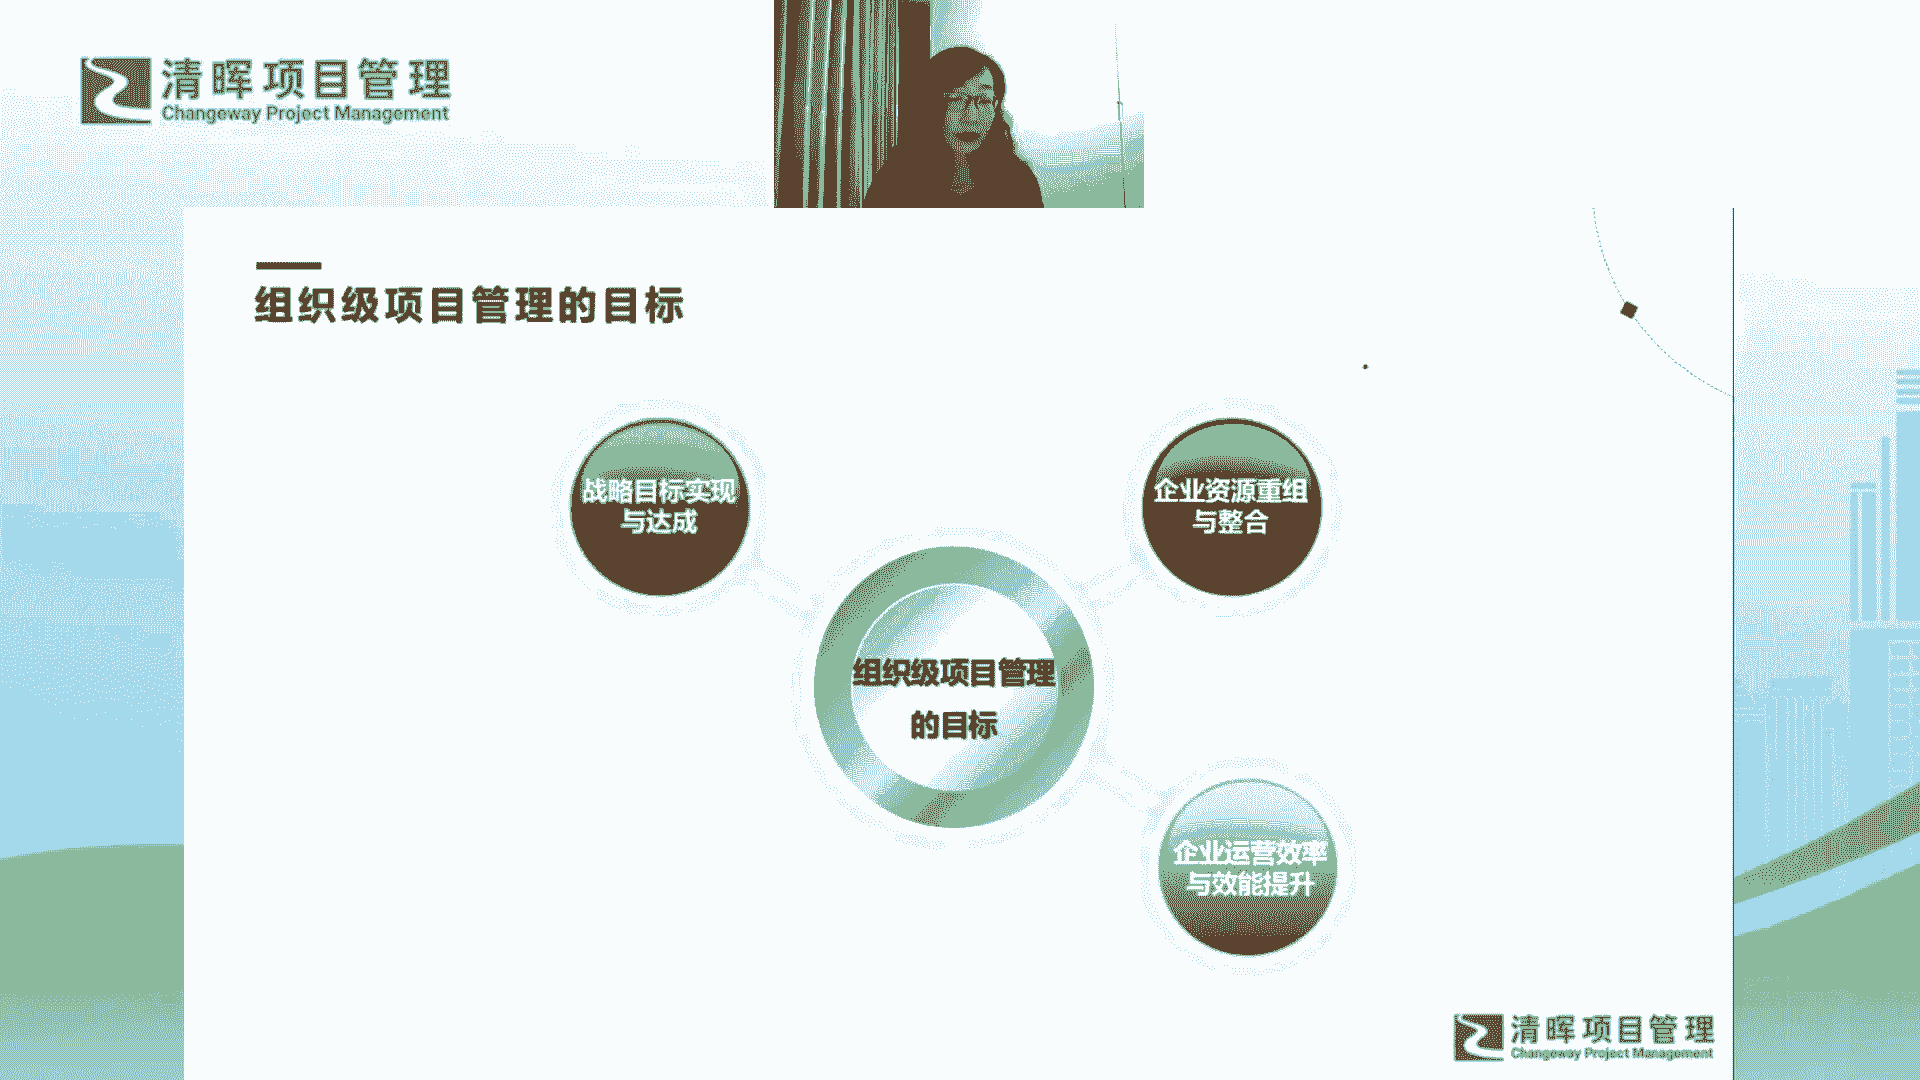 清晖项目管理
Changeway Project Management
组织级项目管理的目标
战略目标实现
与达成
企业资源重组
与整合
组织级项目管理
的目标
企业运营效率
与效能提升
清晖项目管理
Changeway Project Management